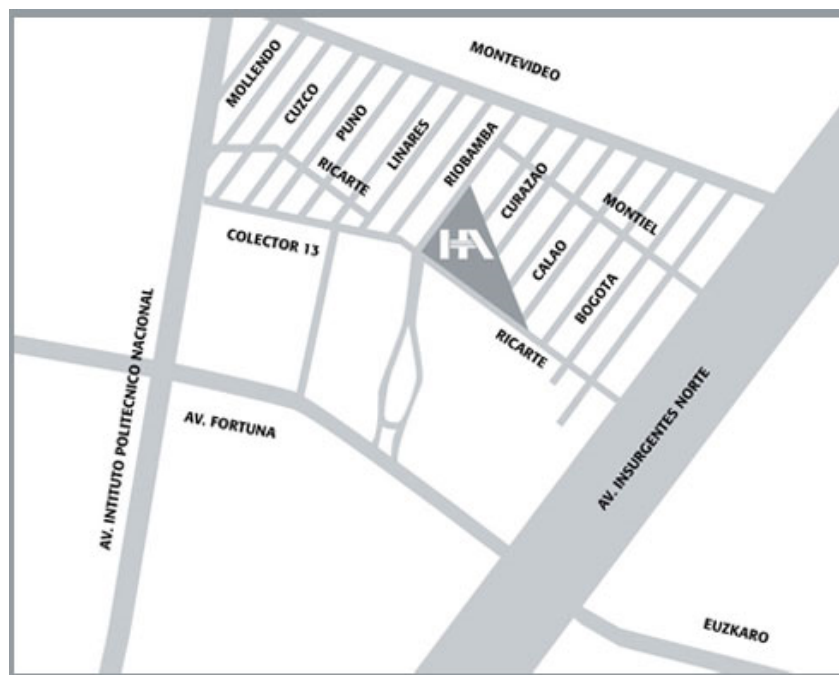 MONTEVIDEO
MOLLENDO
CUZCO
PUNO
LINARES
RIOBAMBA
CURAZAO
RICARTE
MONTIEL
COLECTOR 13
HA
CALAO
BOGOTA
RICARTE
AV. INTITUTO POLITECNICO NACIONAL
AV. FORTUNA
AV. INSURGENTES NORTE
EUZKARO